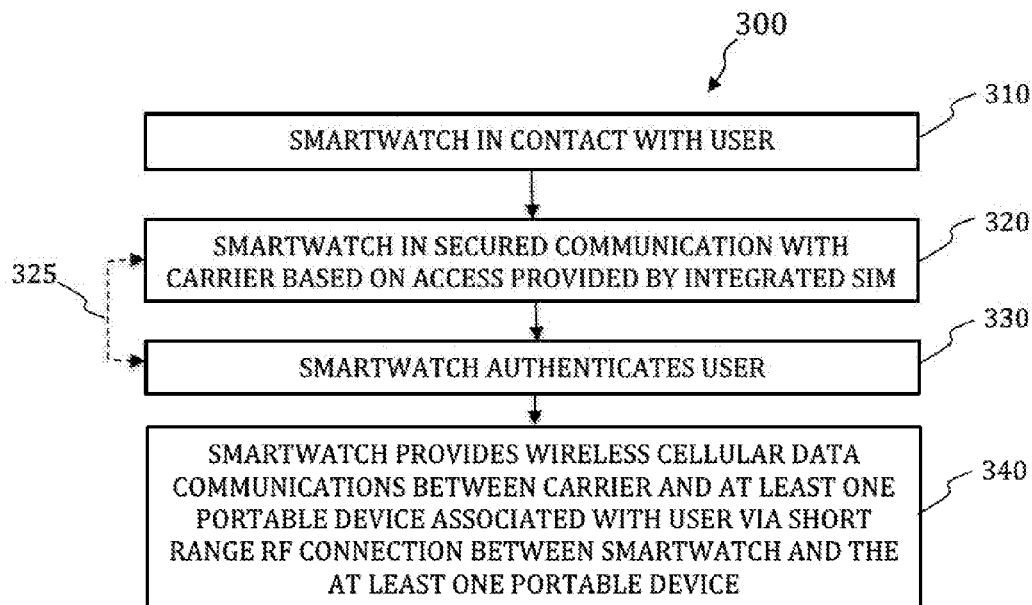 300
310
SMARTWATCH IN CONTACT WITH USER
320
SMARTWATCH IN SECURED COMMUNICATION WITH
CARRIER BASED ON ACCESS PROVIDED BY INTEGRATED SIM
325
330
SMARTWATCH AUTHENTICATES USER
SMARTWATCH PROVIDES WIRELESS CELLULAR DATA
COMMUNICATIONS BETWEEN CARRIER AND AT LEAST ONE
340
PORTABLE DEVICE ASSOCIATED WITH USER VIA SHORT
RANGE RF CONNECTION BETWEEN SMARTWATCH AND THE
AT LEAST ONE PORTABLE DEVICE